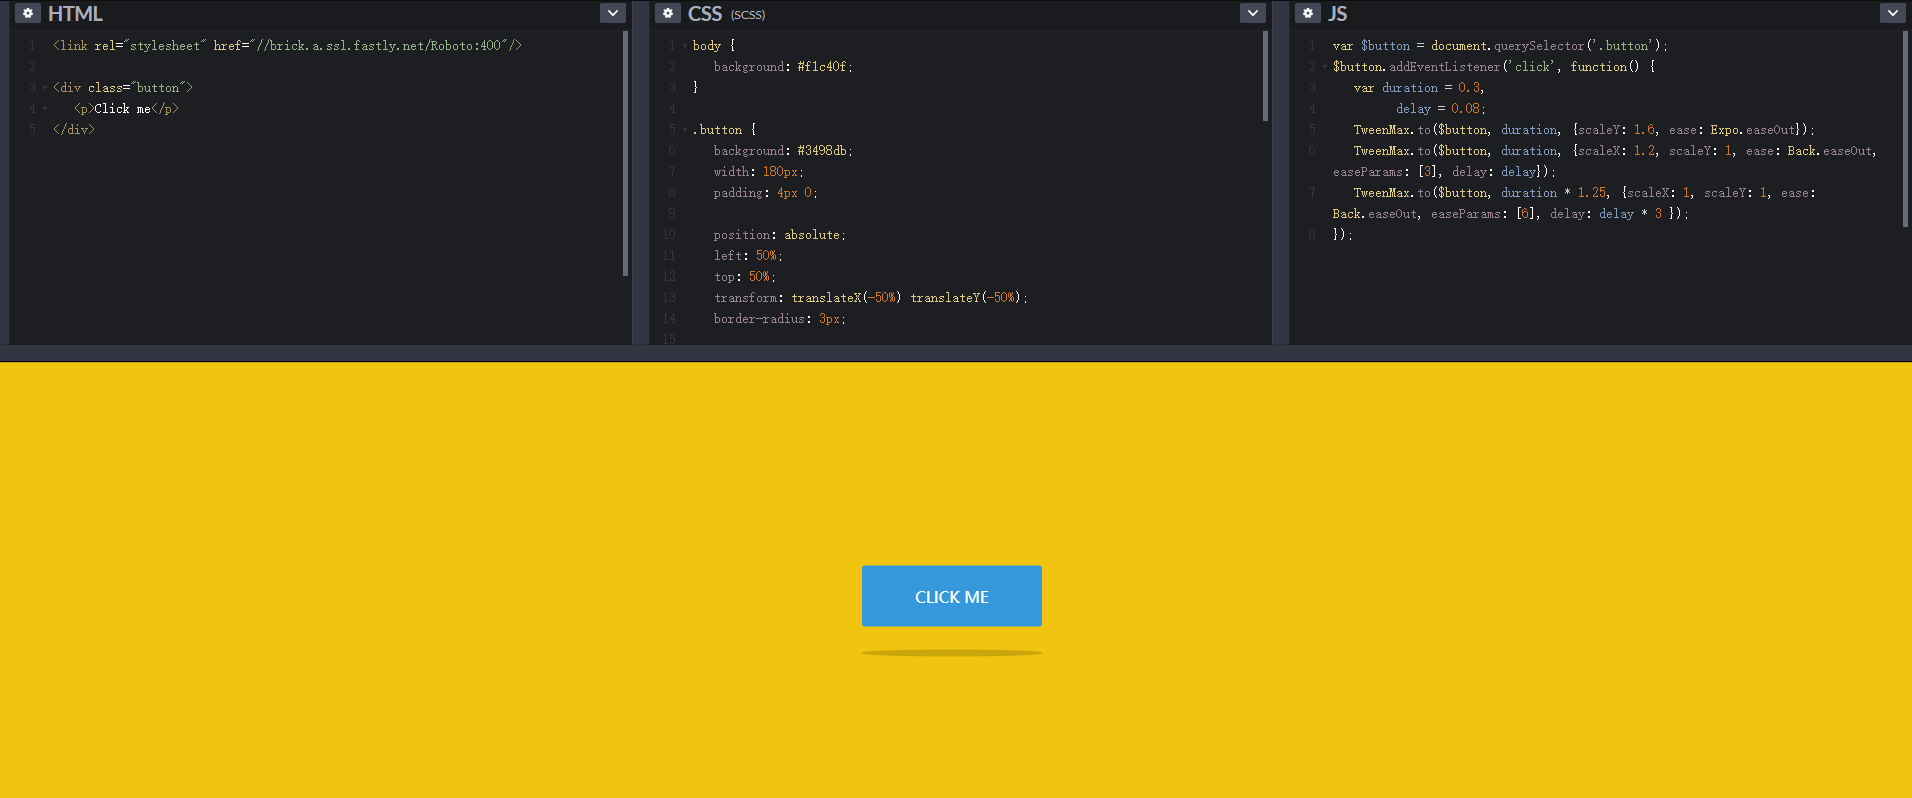 HTML
1 <link rel="stylesheet" href="//brick.a.ssl.fastly.net/Roboto:400"/>
2
3 <div class="button">
4 <p>Click me</p>
5 </div>
CSS (SCSS)
1 body {
2 background: #f1c40f;
3 }
4
5 .button {
6 background: #3498db;
7 width: 180px;
8 padding: 4px 0;
9
10 position: absolute;
11 left: 50%;
12 top: 50%;
13 transform: translateX(-50%) translateY(-50%);
14 border-radius: 3px;
15
JS
1 var $button = document.querySelector('.button');
2 $button.addEventListener('click', function() {
3 var duration = 0.3,
4 delay = 0.08;
5 TweenMax.to($button, duration, {scaleY: 1.6, ease: Expo.easeOut});
6 TweenMax.to($button, duration, {scaleX: 1.2, scaleY: 1, ease: Back.easeOut,
easeParams: [3], delay: delay});
7 TweenMax.to($button, duration * 1.25, {scaleX: 1, scaleY: 1, ease:
Back.easeOut, easeParams: [6], delay: delay * 3 });
8 });
CLICK ME